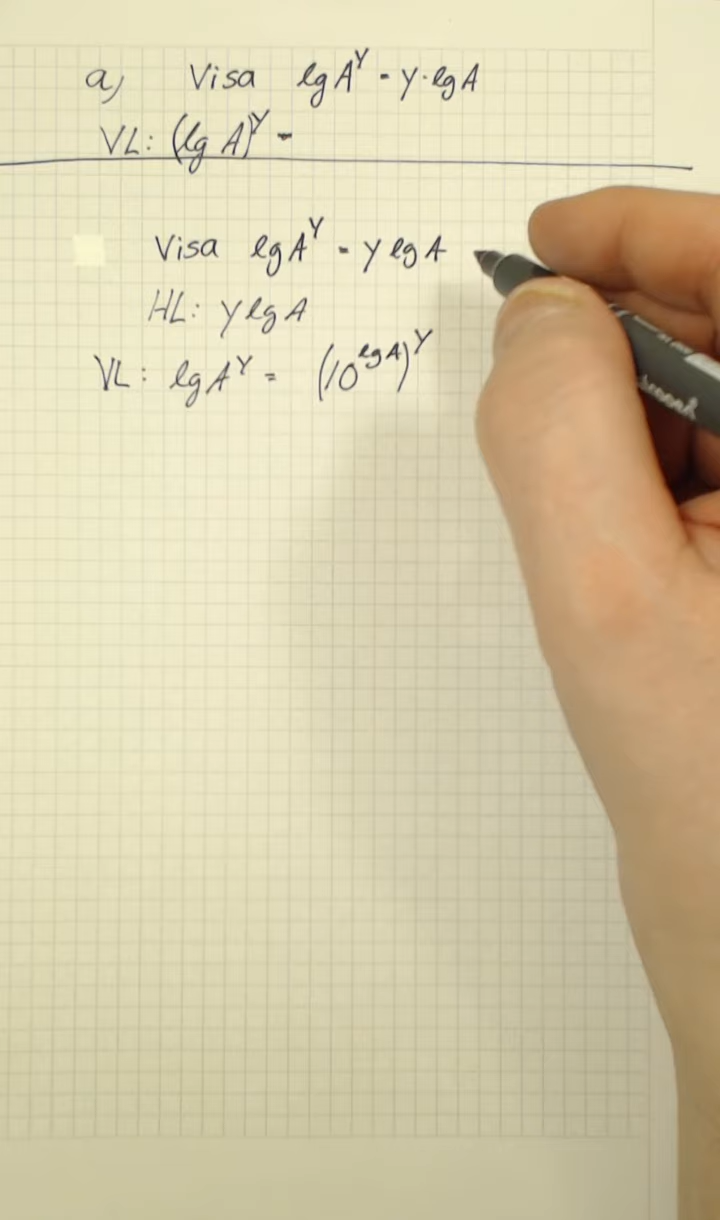 a) Visa lg A^Y = y · lg A
VL: (lg A)^Y =
Visa lg A^Y = y lg A
HL: y lg A
VL: lg A^Y = (10^lg A)^Y